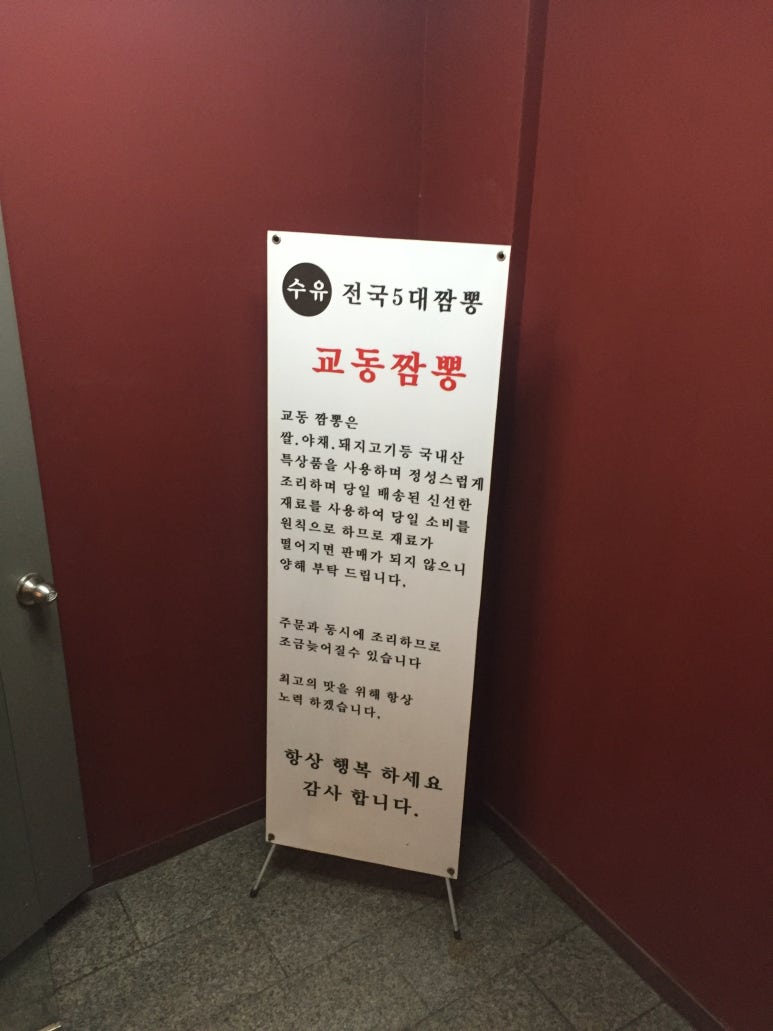 수유 전국5대짬뽕
교동짬뽕
교동 짬뽕은
쌀.야채.돼지고기등 국내산
특상품을 사용하며 정성스럽게
조리하며 당일 배송된 신선한
재료를 사용하여 당일 소비를
원칙으로 하므로 재료가
떨어지면 판매가 되지 않으니
양해 부탁 드립니다.
주문과 동시에 조리하므로
조금늦어질수 있습니다
최고의 맛을 위해 항상
노력 하겠습니다.
항상 행복 하세요
감사 합니다.